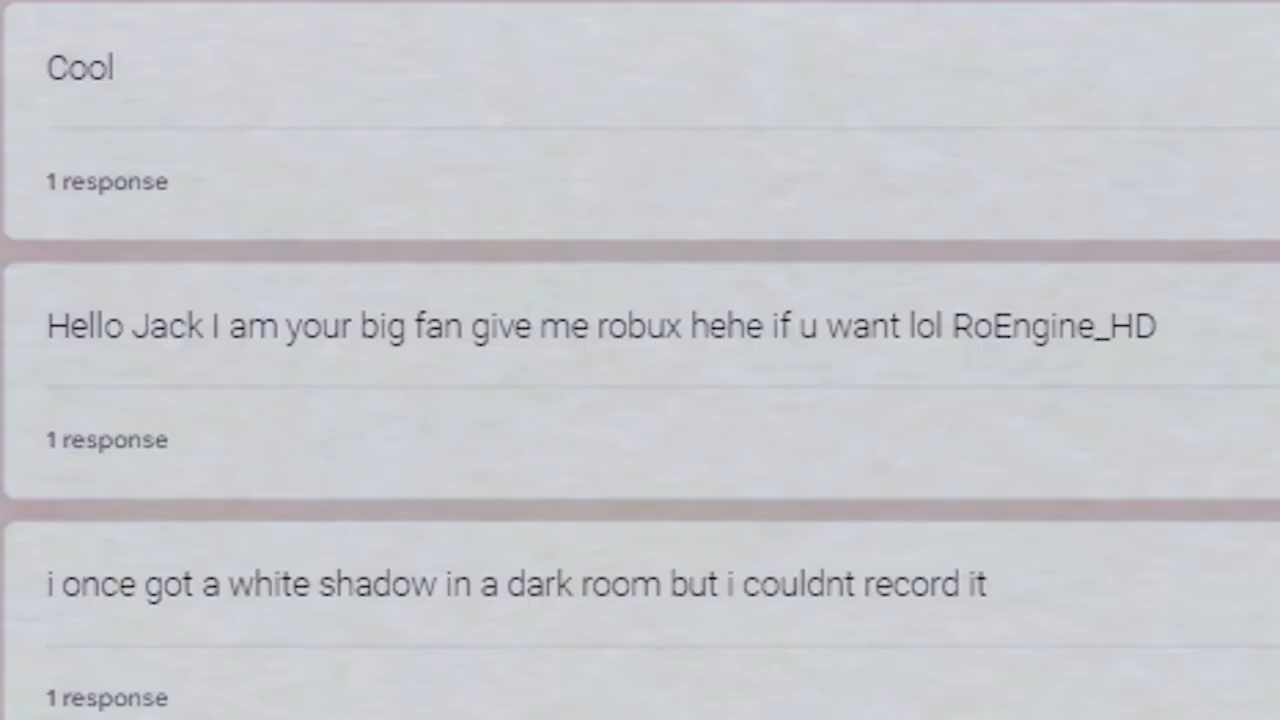 Cool
1 response
Hello Jack I am your big fan give me robux hehe if u want lol RoEngine_HD
1 response
i once got a white shadow in a dark room but i couldnt record it
1 response